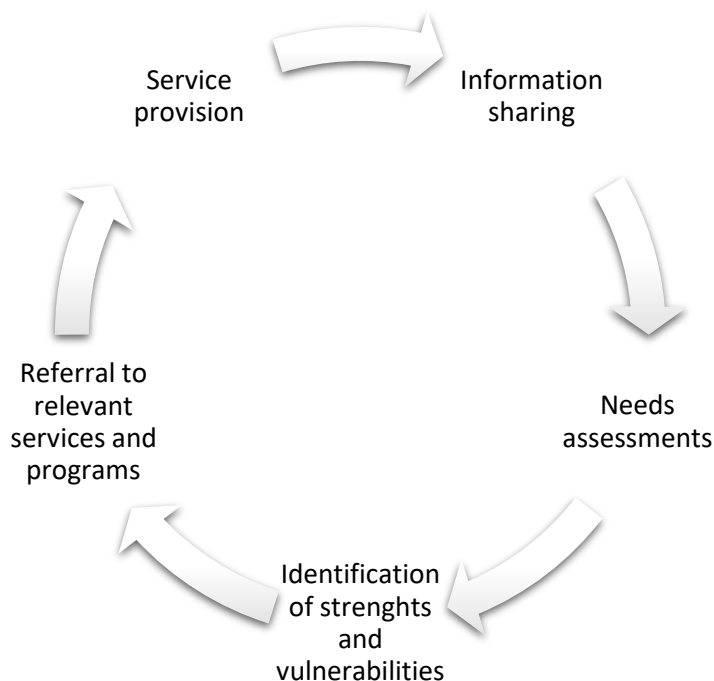 Service
provision
Information
sharing
Needs
assessments
Identification
of strenghts
and
vulnerabilities
Referral to
relevant
services and
programs